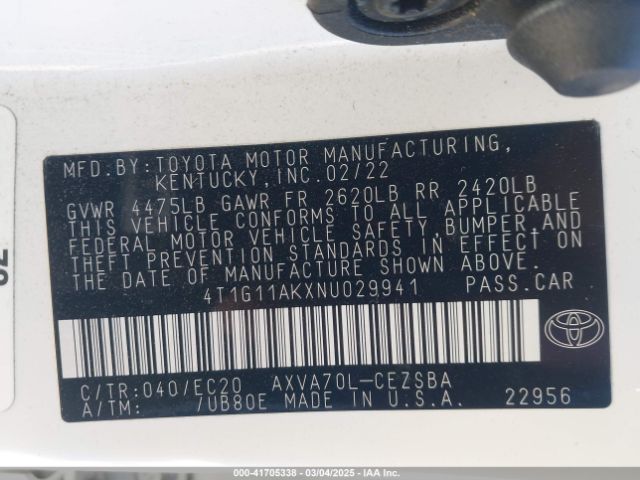 MFD.BY:TOYOTA MOTOR MANUFACTURING,
KENTUCKY,INC.02/22
GVWR 4475LB GAWR FR 2620LB RR 2420LB
THIS VEHICLE CONFORMS TO ALL APPLICABLE
FEDERAL MOTOR VEHICLE SAFETY,BUMPER,AND
THEFT PREVENTION STANDARDS IN EFFECT ON
THE DATE OF MANUFACTURE SHOWN ABOVE.
4T1G11AKXNU029941 PASS.CAR
C/TR:040/EC20 AXVA70L-CEZSBA
A/TM: /UB80E MADE IN U.S.A. 22956
000--41705338 - 03/04/2025 - IAA Inc.